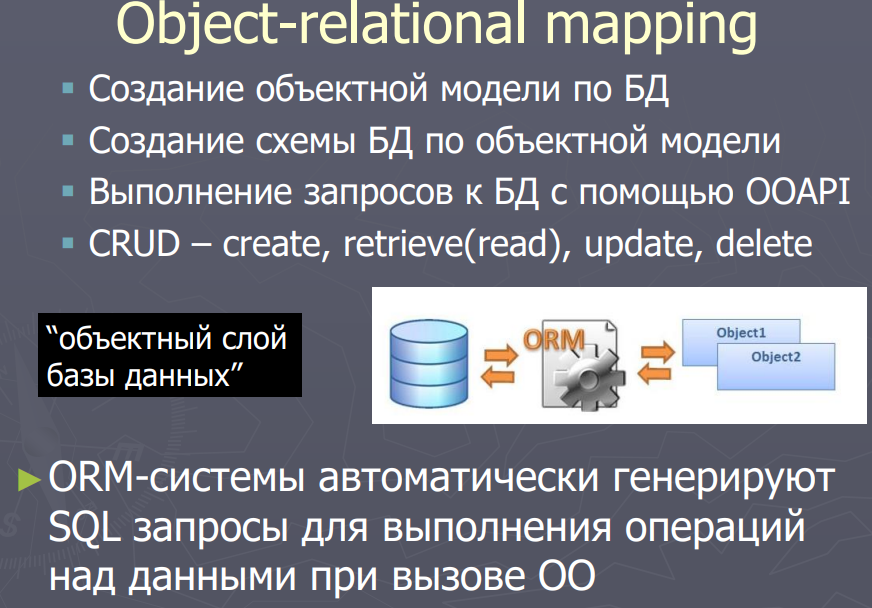 Object-relational mapping
Создание объектной модели по БД
Создание схемы БД по объектной модели
Выполнение запросов к БД с помощью ООAPI
CRUD – create, retrieve(read), update, delete
“объектный слой
базы данных”
ORM
Object1
Object2
ORM-системы автоматически генерируют
SQL запросы для выполнения операций
над данными при вызове ОО